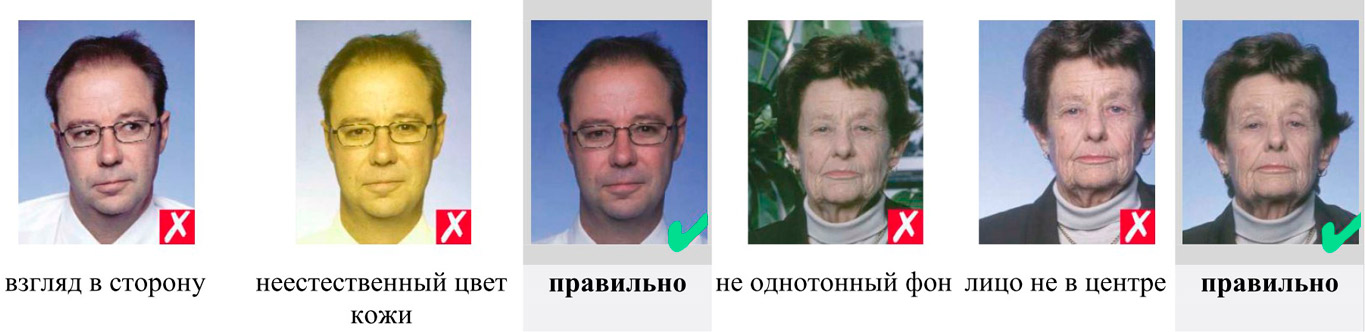 взгляд в сторону
неестественный цвет
кожи
правильно
не однотонный фон
лицо не в центре
правильно